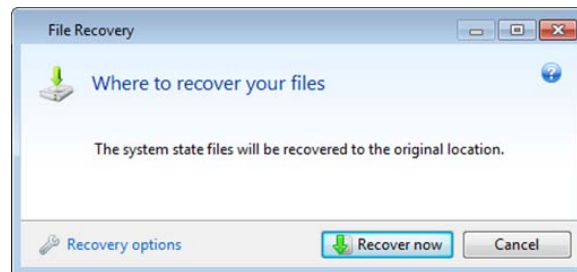 File Recovery
Where to recover your files
The system state files will be recovered to the original location.
Recovery options
Recover now
Cancel